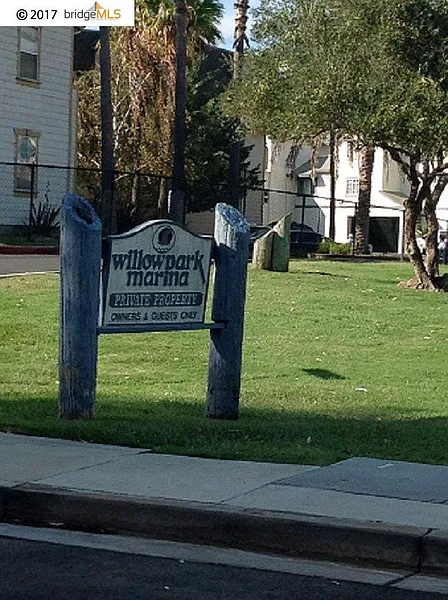 © 2017 bridgeMLS
willowpark
marina
PRIVATE PROPERTY
OWNERS & GUESTS ONLY